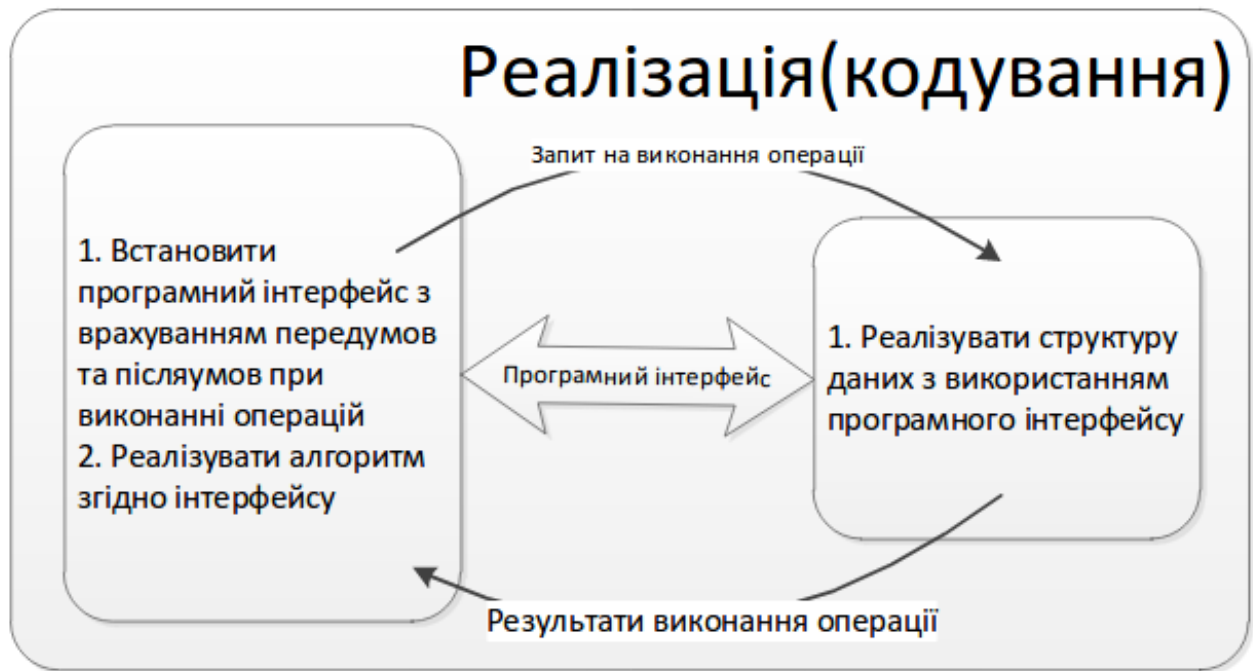 Реалізація(кодування)
Запит на виконання операції
1. Встановити
програмний інтерфейс з
врахуванням передумов
та післяумов при
виконанні операцій
2. Реалізувати алгоритм
згідно інтерфейсу
Програмний інтерфейс
1. Реалізувати структуру
даних з використанням
програмного інтерфейсу
Результати виконання операції